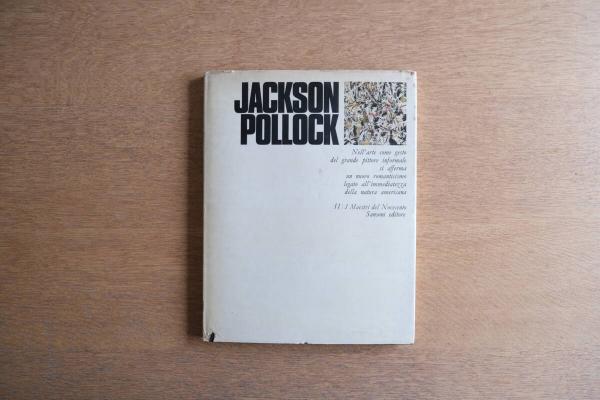 JACKSON
POLLOCK
Nell'arte come gesto
del grande pittore informale
si afferma
un nuovo romanticismo
legato all'immediatezza
della natura americana
11 / I Maestri del Novecento
Sansoni editore